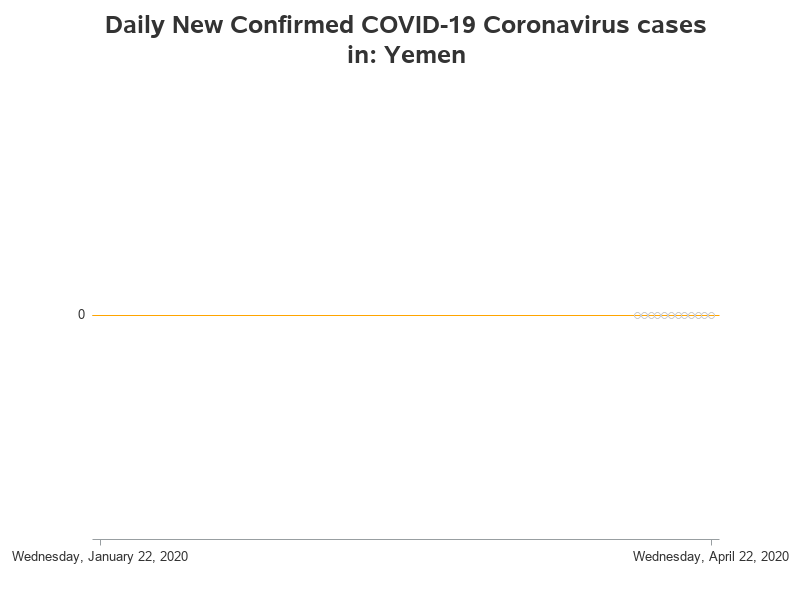 Daily New Confirmed COVID-19 Coronavirus cases
in: Yemen
0
Wednesday, January 22, 2020
Wednesday, April 22, 2020